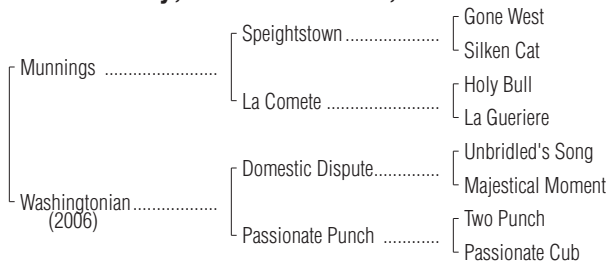 Gone West
Speightstown
Silken Cat
Munnings
Holy Bull
La Comete
La Gueriere
Unbridled's Song
Domestic Dispute
Majestical Moment
Washingtonian
(2006)
Two Punch
Passionate Punch
Passionate Cub